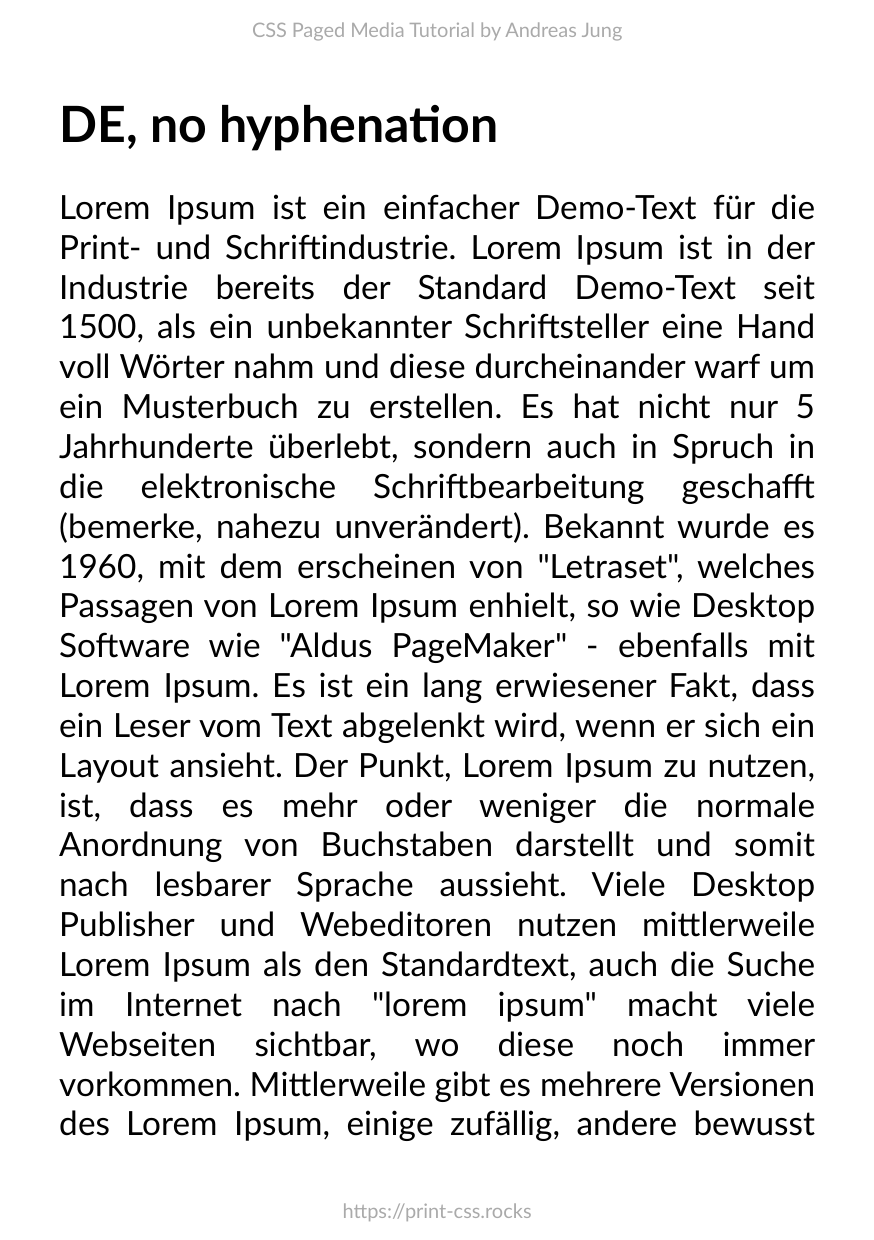 CSS Paged Media Tutorial by Andreas Jung
DE, no hyphenation
Lorem Ipsum ist ein einfacher Demo-Text für die
Print- und Schriftindustrie. Lorem Ipsum ist in der
Industrie bereits der Standard Demo-Text seit
1500, als ein unbekannter Schriftsteller eine Hand
voll Wörter nahm und diese durcheinander warf um
ein Musterbuch zu erstellen. Es hat nicht nur 5
Jahrhunderte überlebt, sondern auch in Spruch in
die elektronische Schriftbearbeitung geschafft
(bemerke, nahezu unverändert). Bekannt wurde es
1960, mit dem erscheinen von "Letraset", welches
Passagen von Lorem Ipsum enhielt, so wie Desktop
Software wie "Aldus PageMaker" - ebenfalls mit
Lorem Ipsum. Es ist ein lang erwiesener Fakt, dass
ein Leser vom Text abgelenkt wird, wenn er sich ein
Layout ansieht. Der Punkt, Lorem Ipsum zu nutzen,
ist, dass es mehr oder weniger die normale
Anordnung von Buchstaben darstellt und somit
nach lesbarer Sprache aussieht. Viele Desktop
Publisher und Webeditoren nutzen mittlerweile
Lorem Ipsum als den Standardtext, auch die Suche
im Internet nach "lorem ipsum" macht viele
Webseiten sichtbar, wo diese noch immer
vorkommen. Mittlerweile gibt es mehrere Versionen
des Lorem Ipsum, einige zufällig, andere bewusst
https://print-css.rocks